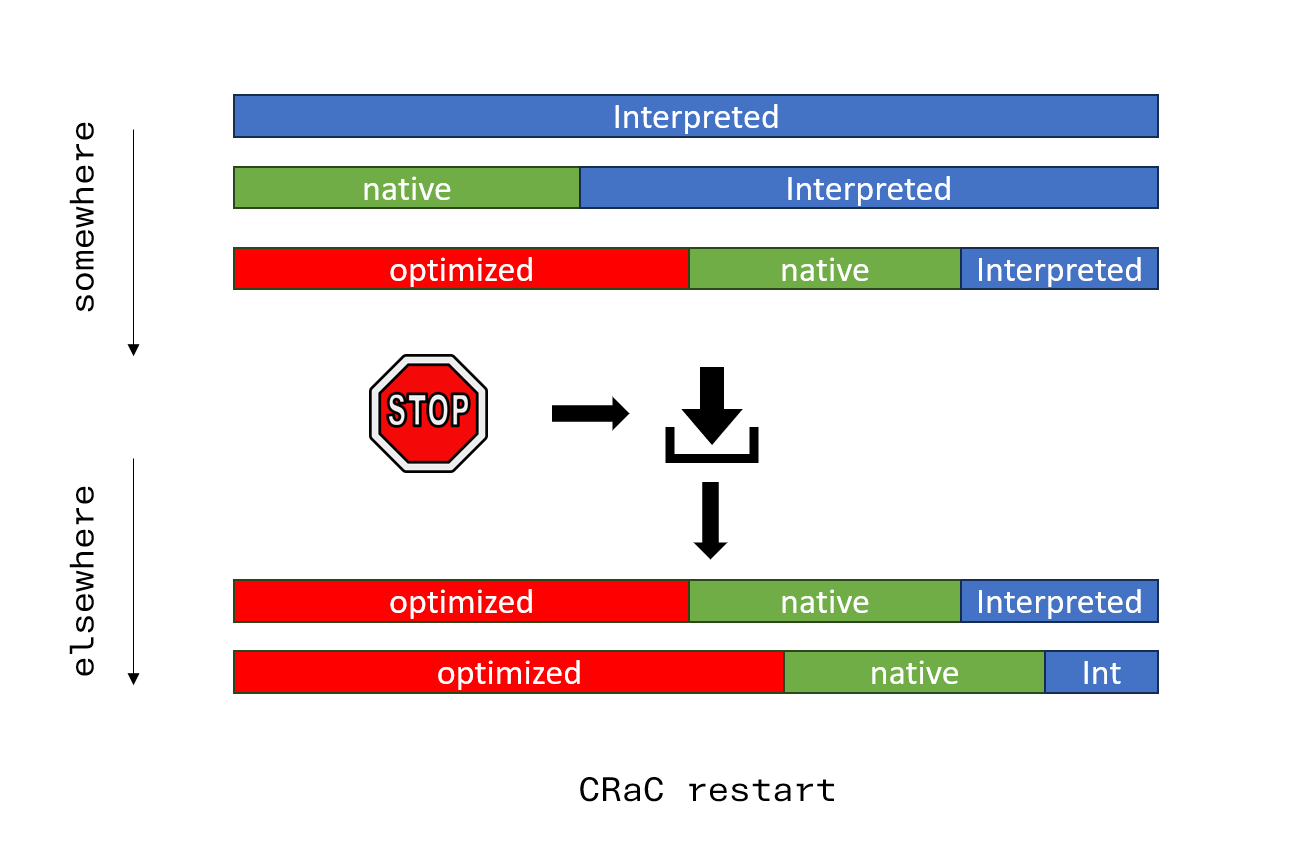 somewhere
Interpreted
native Interpreted
optimized native Interpreted
STOP
elsewhere
optimized native Interpreted
optimized native Int
CRaC restart